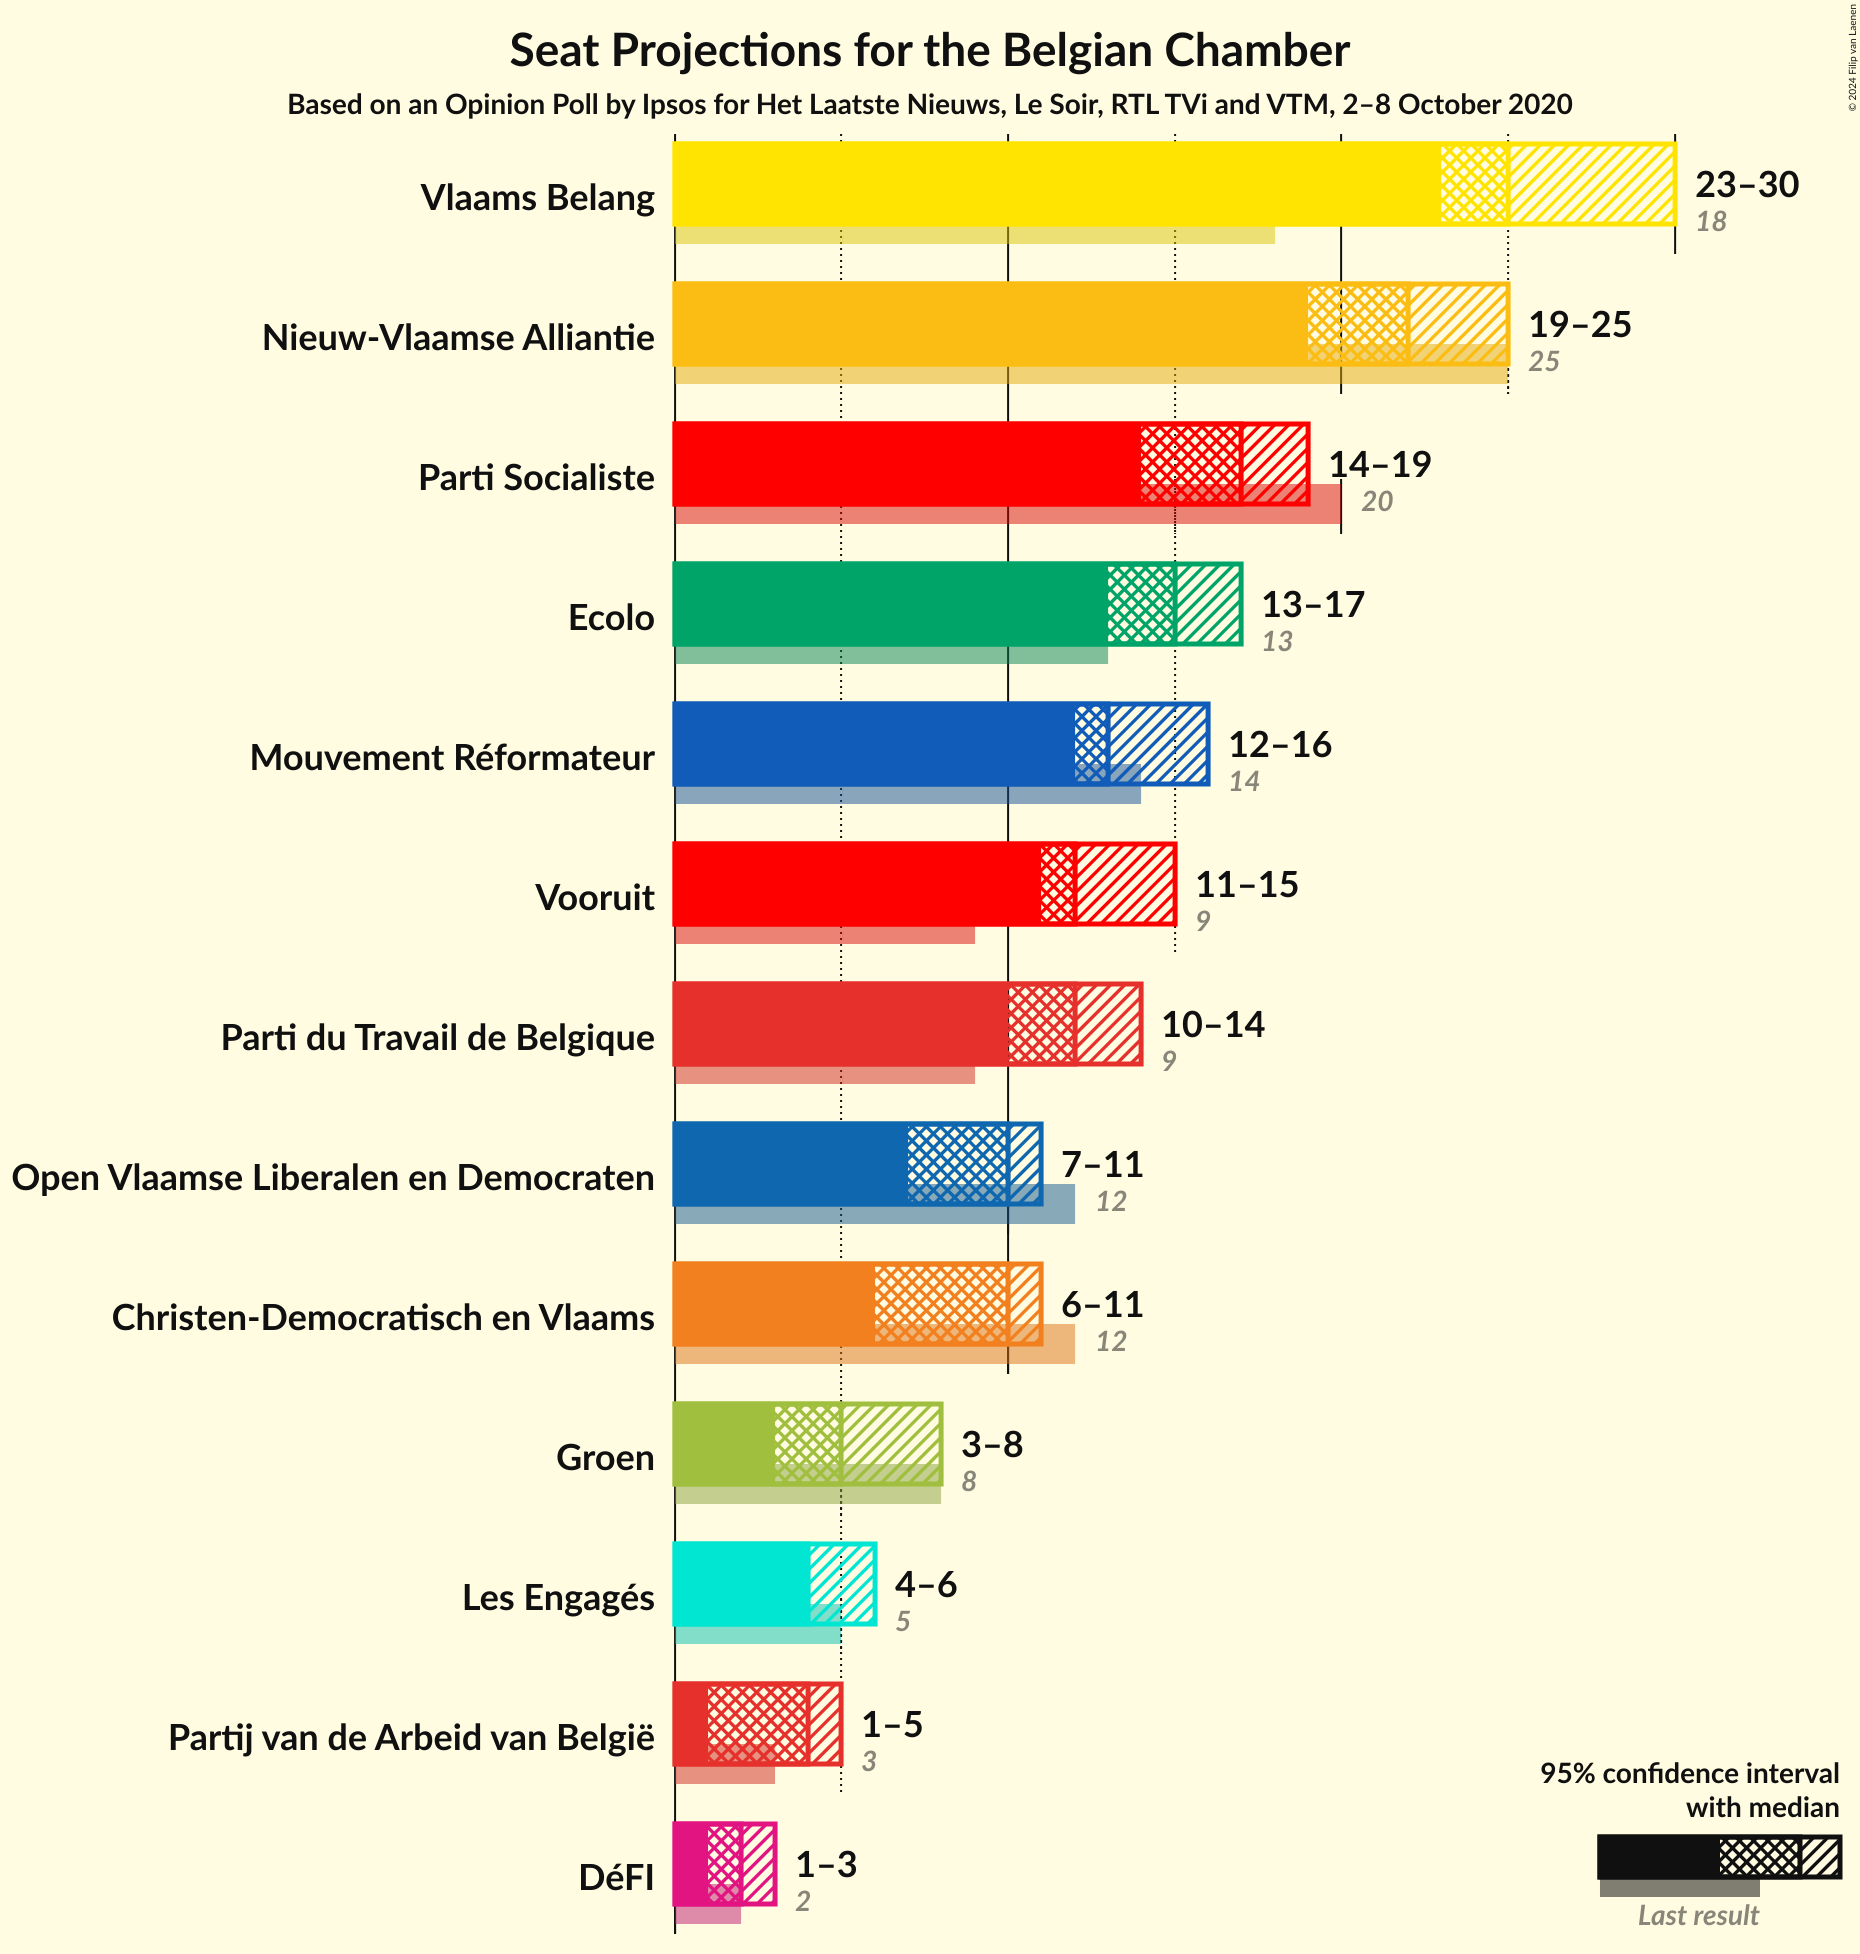 Seat Projections for the Belgian Chamber
Based on an Opinion Poll by Ipsos for Het Laatste Nieuws, Le Soir, RTL TVi and VTM, 2–8 October 2020
© 2024 Filip van Laenen
Vlaams Belang
23–30
18
Nieuw-Vlaamse Alliantie
19–25
25
Parti Socialiste
14–19
20
Ecolo
13–17
13
Mouvement Réformateur
12–16
14
Vooruit
11–15
9
Parti du Travail de Belgique
10–14
9
Open Vlaamse Liberalen en Democraten
7–11
12
Christen-Democratisch en Vlaams
6–11
12
Groen
3–8
8
Les Engagés
4–6
5
Partij van de Arbeid van België
1–5
3
DéFI
1–3
2
95% confidence interval
with median
Last result